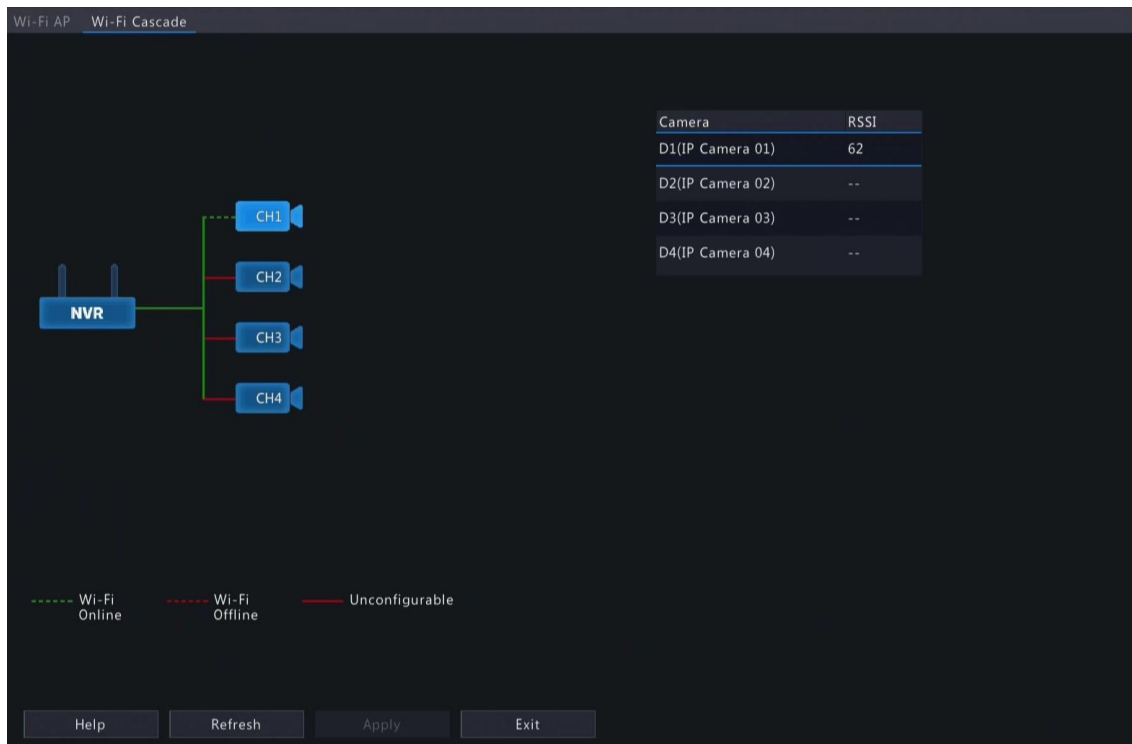 Wi-Fi AP Wi-Fi Cascade
Camera RSSI
D1(IP Camera 01) 62
D2(IP Camera 02) --
D3(IP Camera 03) --
D4(IP Camera 04) --
CH1
CH2
NVR
CH3
CH4
Wi-Fi Online
Wi-Fi Offline
Unconfigurable
Help Refresh Apply Exit